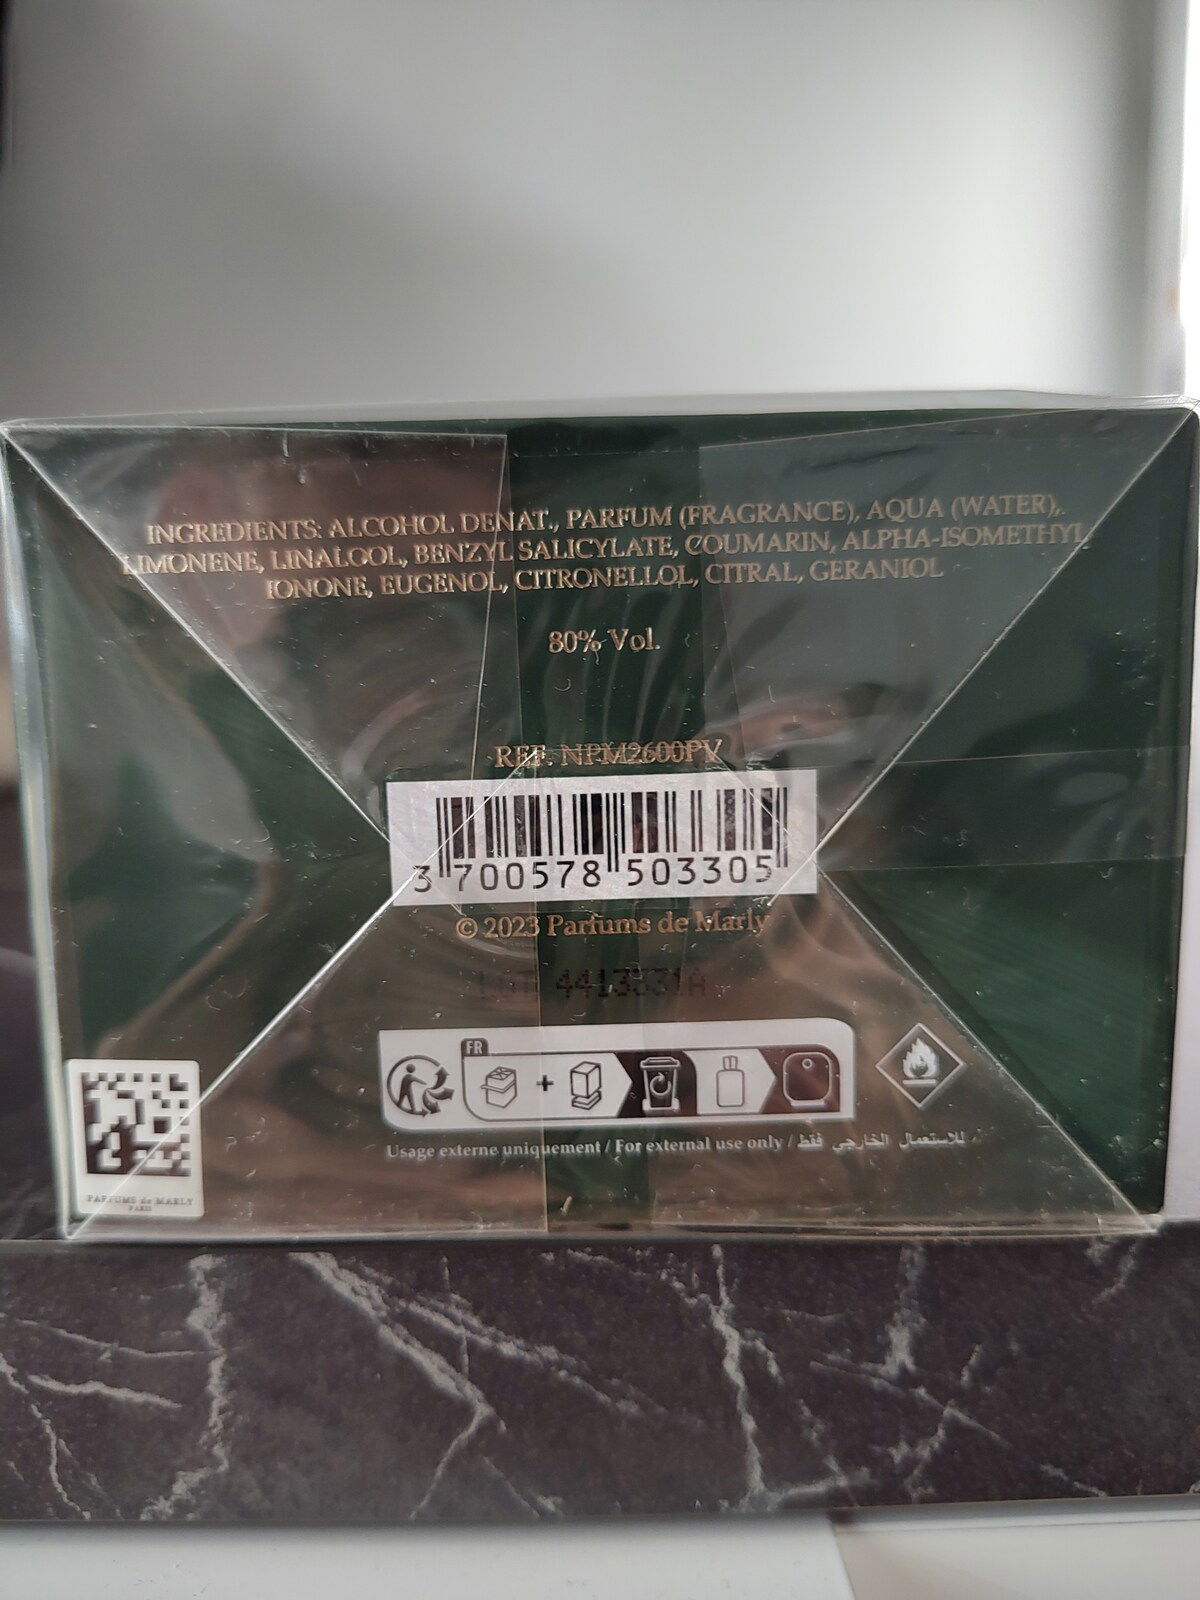 INGREDIENTS: ALCOHOL DENAT., PARFUM (FRAGRANCE), AQUA (WATER),
LIMONENE, LINALOOL, BENZYL SALICYLATE, COUMARIN, ALPHA-ISOMETHYL
IONONE, EUGENOL, CITRONELLOL, CITRAL, GERANIOL
80% Vol.
REF. NPM2600PV
3 700578 503305
© 2023 Parfums de Marly
LOT 4413331A
FR
+
Usage externe uniquement / For external use only / للاستعمال الخارجي فقط
PARFUMS de MARLY
PARIS